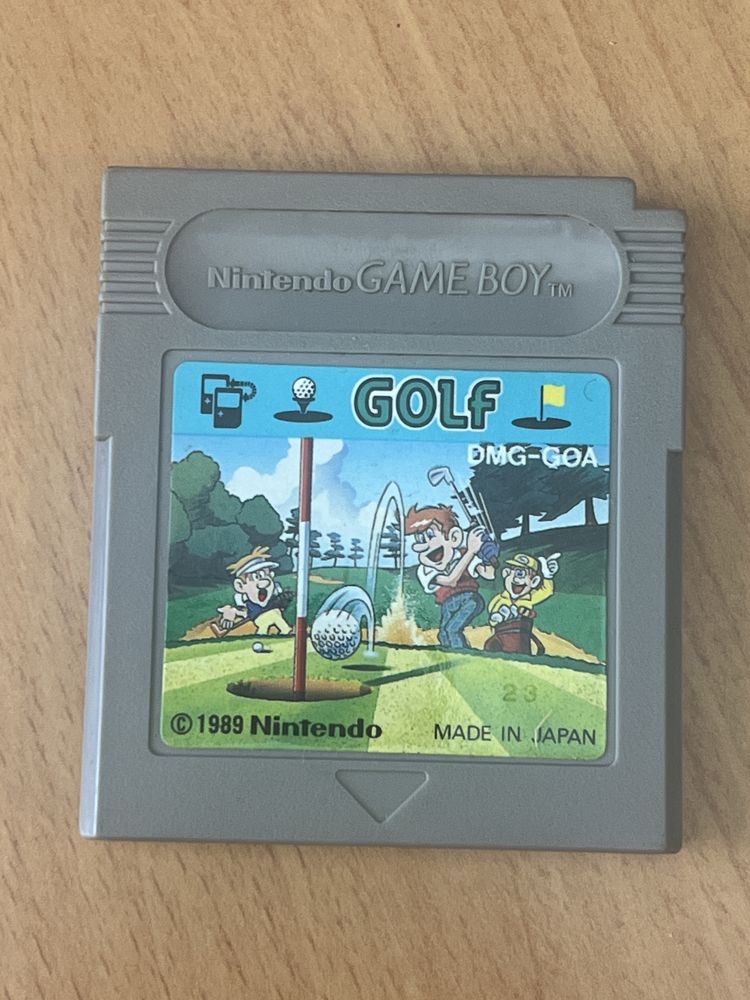 Nintendo GAME BOY TM
GOLF
DMG-GOA
23
© 1989 Nintendo
MADE IN JAPAN